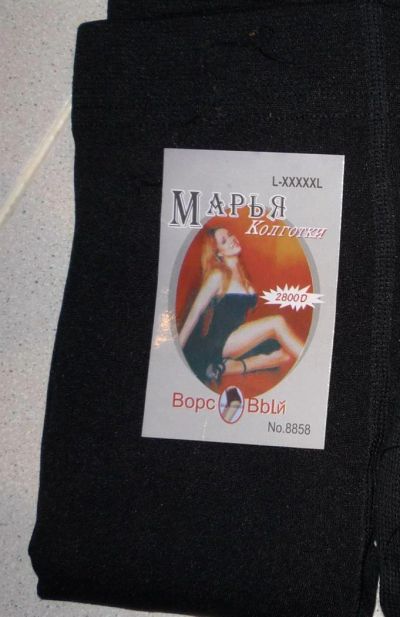 L-XXXXXL
МАРЬЯ
Колготки
2800D
Ворс ВЫй
No.8858